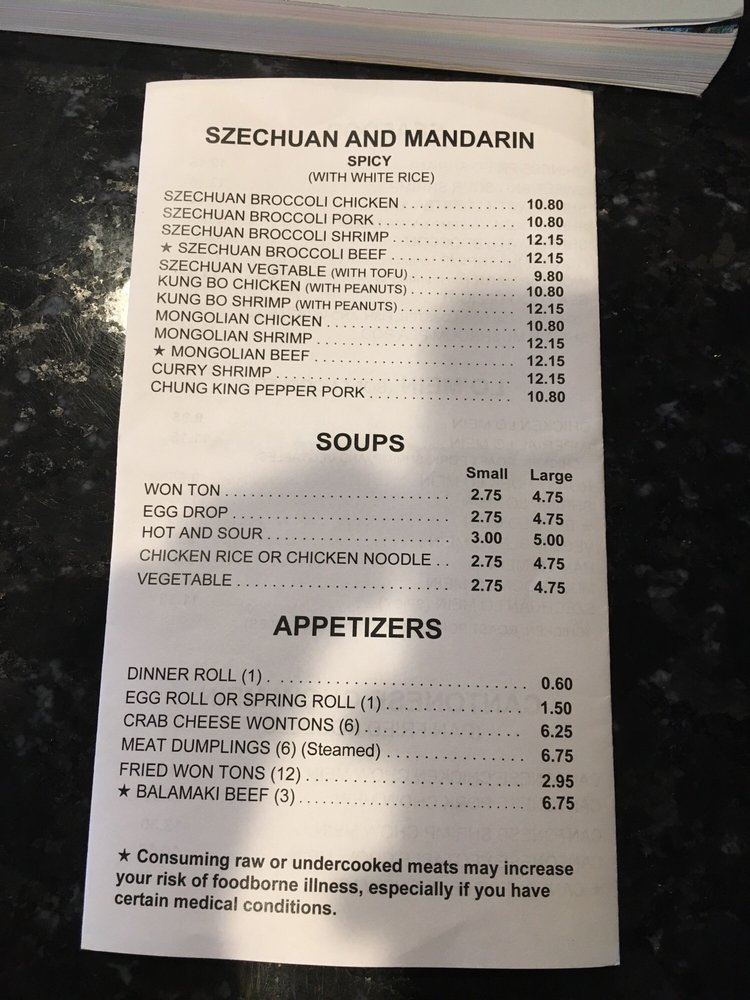 SZECHUAN AND MANDARIN
SPICY
(WITH WHITE RICE)
SZECHUAN BROCCOLI CHICKEN . . . . . . . . . . . . . 10.80
SZECHUAN BROCCOLI PORK . . . . . . . . . . . . . . . . 10.80
SZECHUAN BROCCOLI SHRIMP . . . . . . . . . . . . . . 12.15
★ SZECHUAN BROCCOLI BEEF . . . . . . . . . . . . . . 12.15
SZECHUAN VEGTABLE (WITH TOFU) . . . . . . . . . . . . 9.80
KUNG BO CHICKEN (WITH PEANUTS) . . . . . . . . . . . . 10.80
KUNG BO SHRIMP (WITH PEANUTS) . . . . . . . . . . . . . 12.15
MONGOLIAN CHICKEN . . . . . . . . . . . . . . . . . . . . . 10.80
MONGOLIAN SHRIMP . . . . . . . . . . . . . . . . . . . . . . 12.15
★ MONGOLIAN BEEF . . . . . . . . . . . . . . . . . . . . . . 12.15
CURRY SHRIMP . . . . . . . . . . . . . . . . . . . . . . . . . . 12.15
CHUNG KING PEPPER PORK . . . . . . . . . . . . . . . . 10.80
SOUPS
Small Large
WON TON . . . . . . . . . . . . . . . . . . . . . . . . . 2.75 4.75
EGG DROP . . . . . . . . . . . . . . . . . . . . . . . . 2.75 4.75
HOT AND SOUR . . . . . . . . . . . . . . . . . . . . 3.00 5.00
CHICKEN RICE OR CHICKEN NOODLE . . 2.75 4.75
VEGETABLE . . . . . . . . . . . . . . . . . . . . . . . 2.75 4.75
APPETIZERS
DINNER ROLL (1) . . . . . . . . . . . . . . . . . . . . . . . . . . 0.60
EGG ROLL OR SPRING ROLL (1) . . . . . . . . . . . . . . 1.50
CRAB CHEESE WONTONS (6) . . . . . . . . . . . . . . . . 6.25
MEAT DUMPLINGS (6) (Steamed) . . . . . . . . . . . . . . 6.75
FRIED WON TONS (12) . . . . . . . . . . . . . . . . . . . . . . 2.95
★ BALAMAKI BEEF (3) . . . . . . . . . . . . . . . . . . . . . . . 6.75
★ Consuming raw or undercooked meats may increase
your risk of foodborne illness, especially if you have
certain medical conditions.